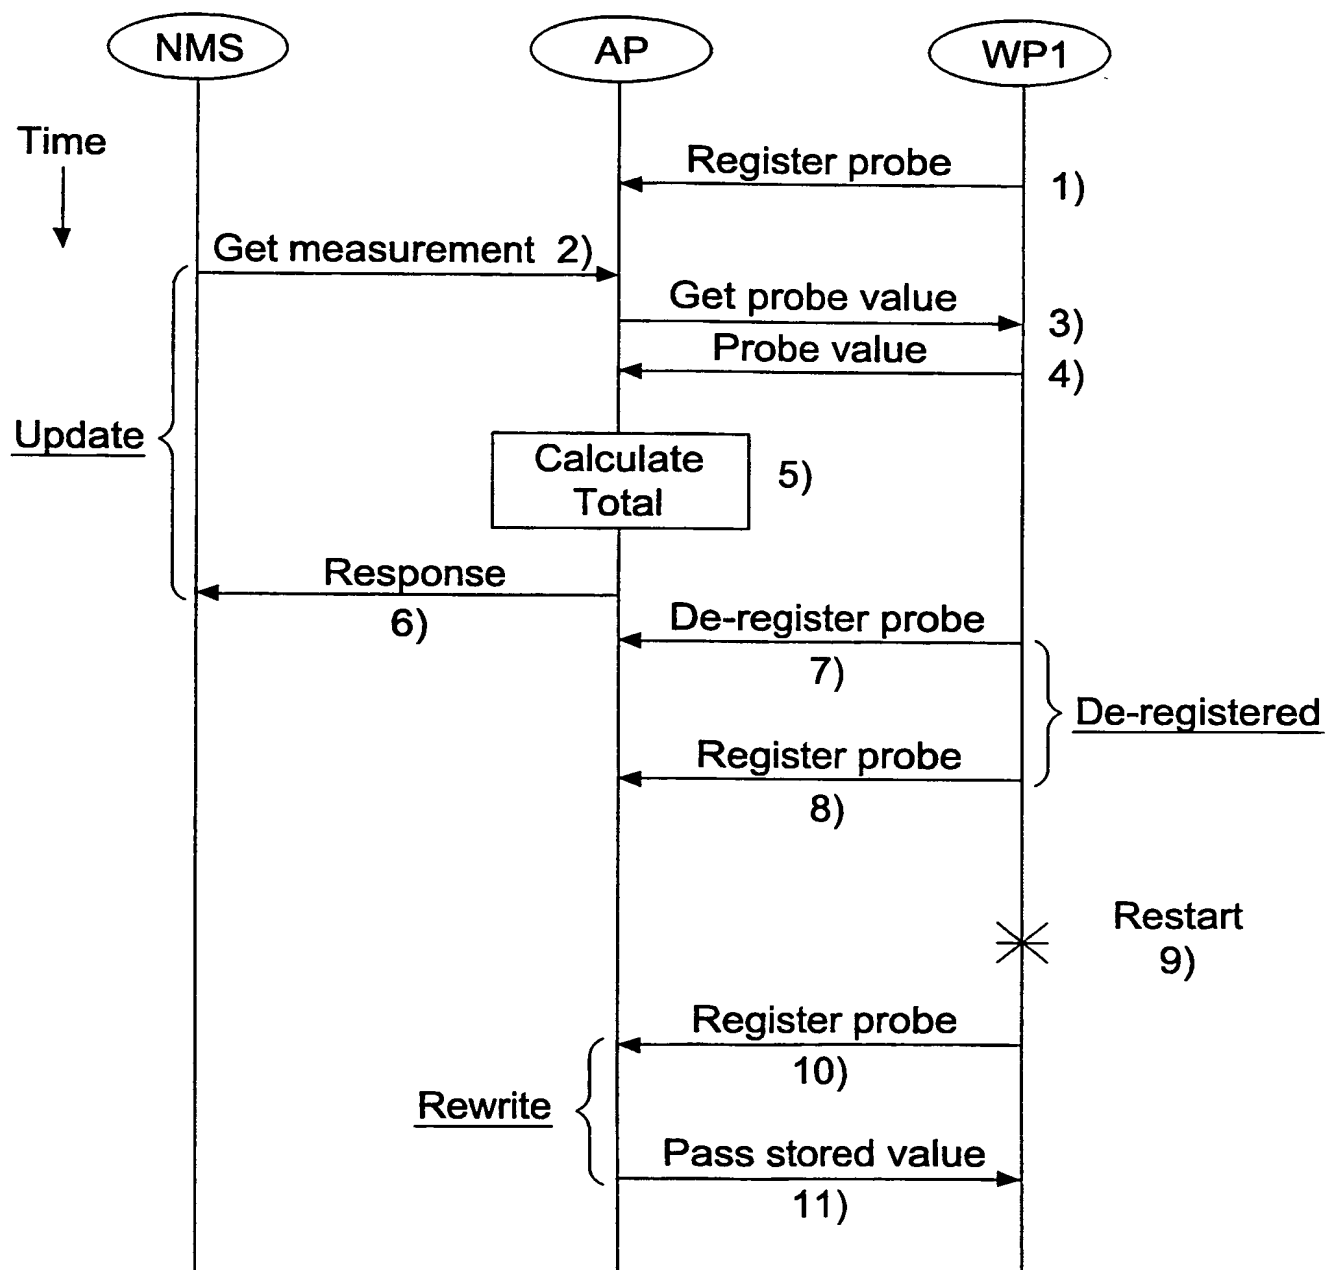 NMS AP WP1
Time
Register probe 1)
Get measurement 2)
Get probe value 3)
Probe value 4)
Update
Calculate
Total
5)
Response
6)
De-register probe
7)
De-registered
Register probe
8)
Restart
9)
Register probe
10)
Rewrite
Pass stored value
11)